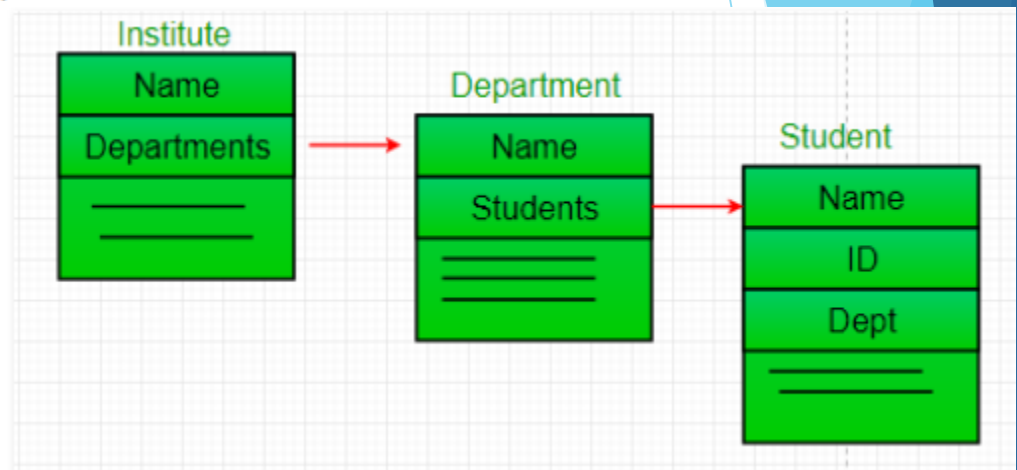 Institute
Name
Departments
Department
Name
Students
Student
Name
ID
Dept